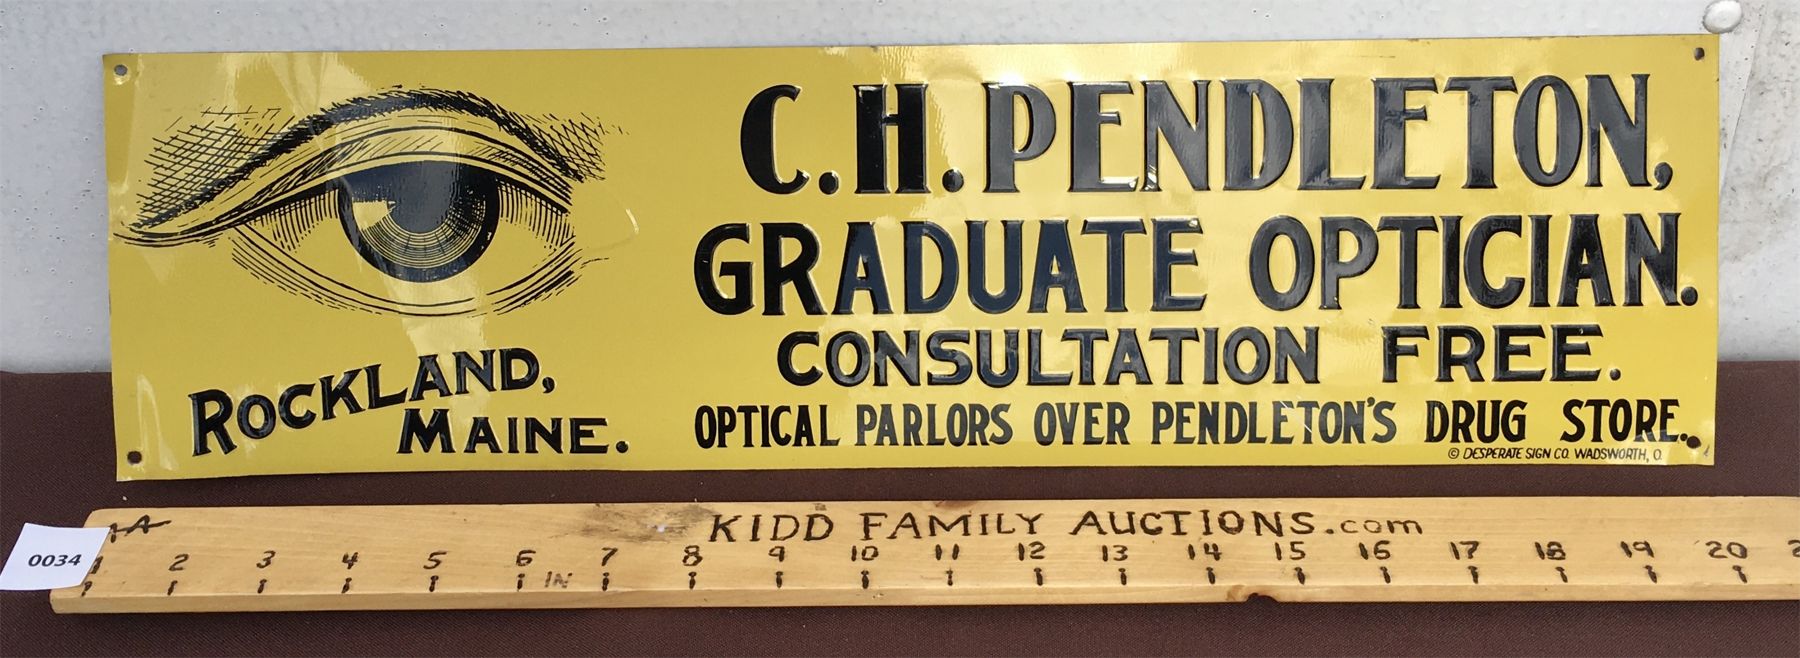 C.H. PENDLETON,
GRADUATE OPTICIAN.
CONSULTATION FREE.
OPTICAL PARLORS OVER PENDLETON'S DRUG STORE.
© DESPERATE SIGN CO. WADSWORTH, O.
ROCKLAND,
MAINE.
KIDD FAMILY AUCTIONS.com
0034
1 2 3 4 5 6 7 8 9 10 11 12 13 14 15 16 17 18 19 20
IN